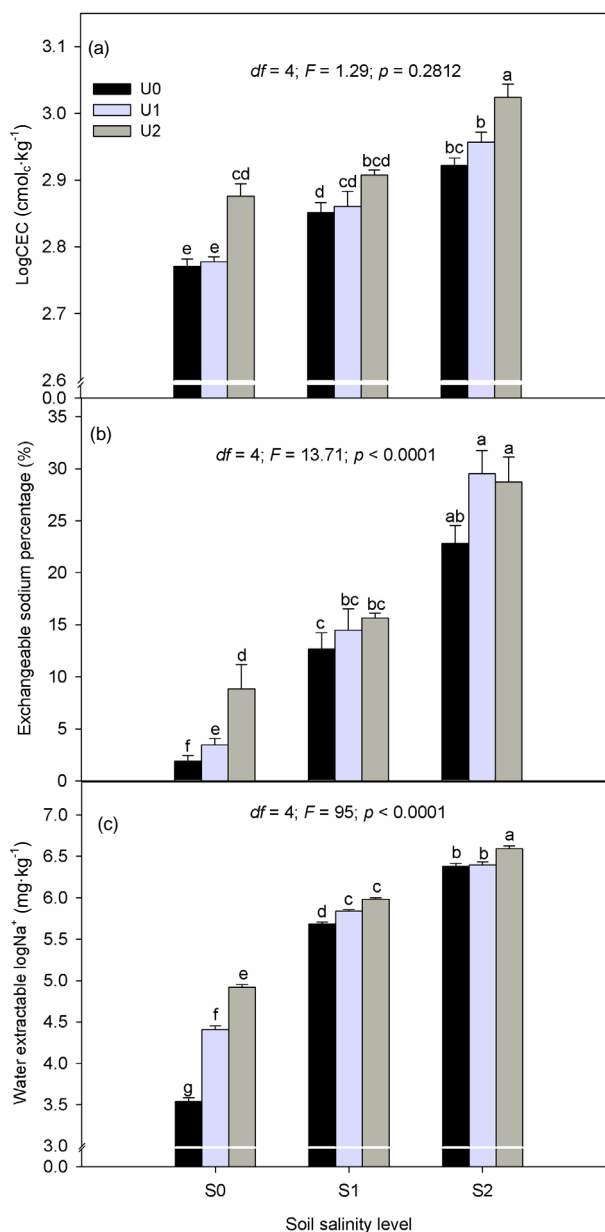 (a)
df = 4; F = 1.29; p = 0.2812
U0
U1
U2
LogCEC (cmol_c·kg⁻¹)
3.1
3.0
2.9
2.8
2.7
2.6
0.0
e e cd
d cd bcd
bc b a
(b)
df = 4; F = 13.71; p < 0.0001
Exchangeable sodium percentage (%)
35
30
25
20
15
10
5
0
f e d
c bc bc
ab a a
(c)
df = 4; F = 95; p < 0.0001
Water extractable logNa⁺ (mg·kg⁻¹)
7.0
6.5
6.0
5.5
5.0
4.5
4.0
3.5
3.0
0.0
g f e
d c c
b b a
S0 S1 S2
Soil salinity level